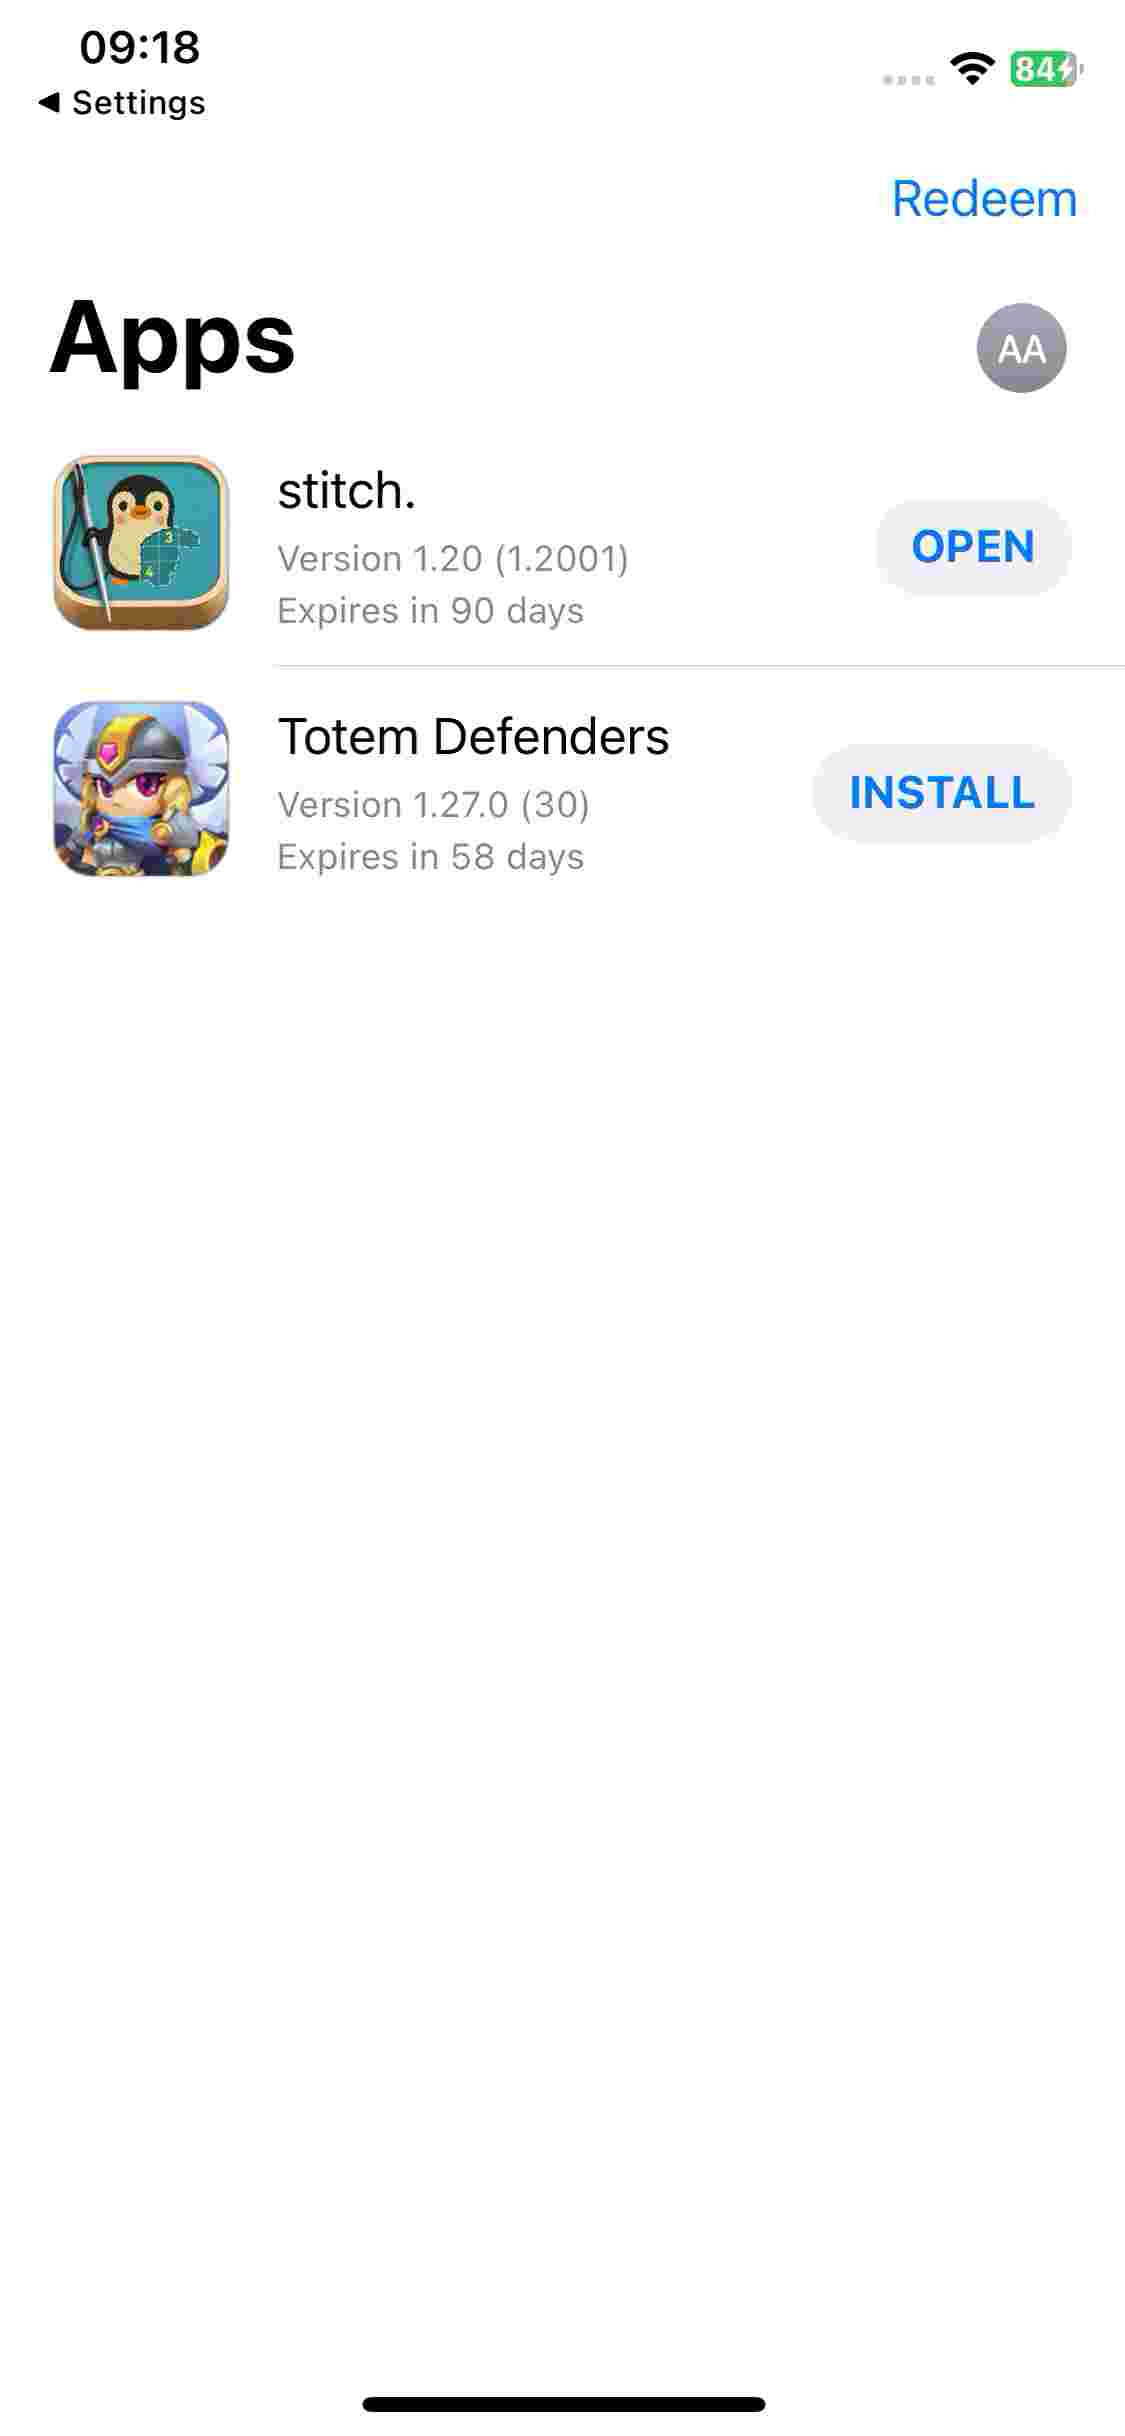 09:18
◀ Settings
84
Redeem
Apps
AA
stitch.
Version 1.20 (1.2001)
Expires in 90 days
OPEN
3
4
Totem Defenders
Version 1.27.0 (30)
Expires in 58 days
INSTALL